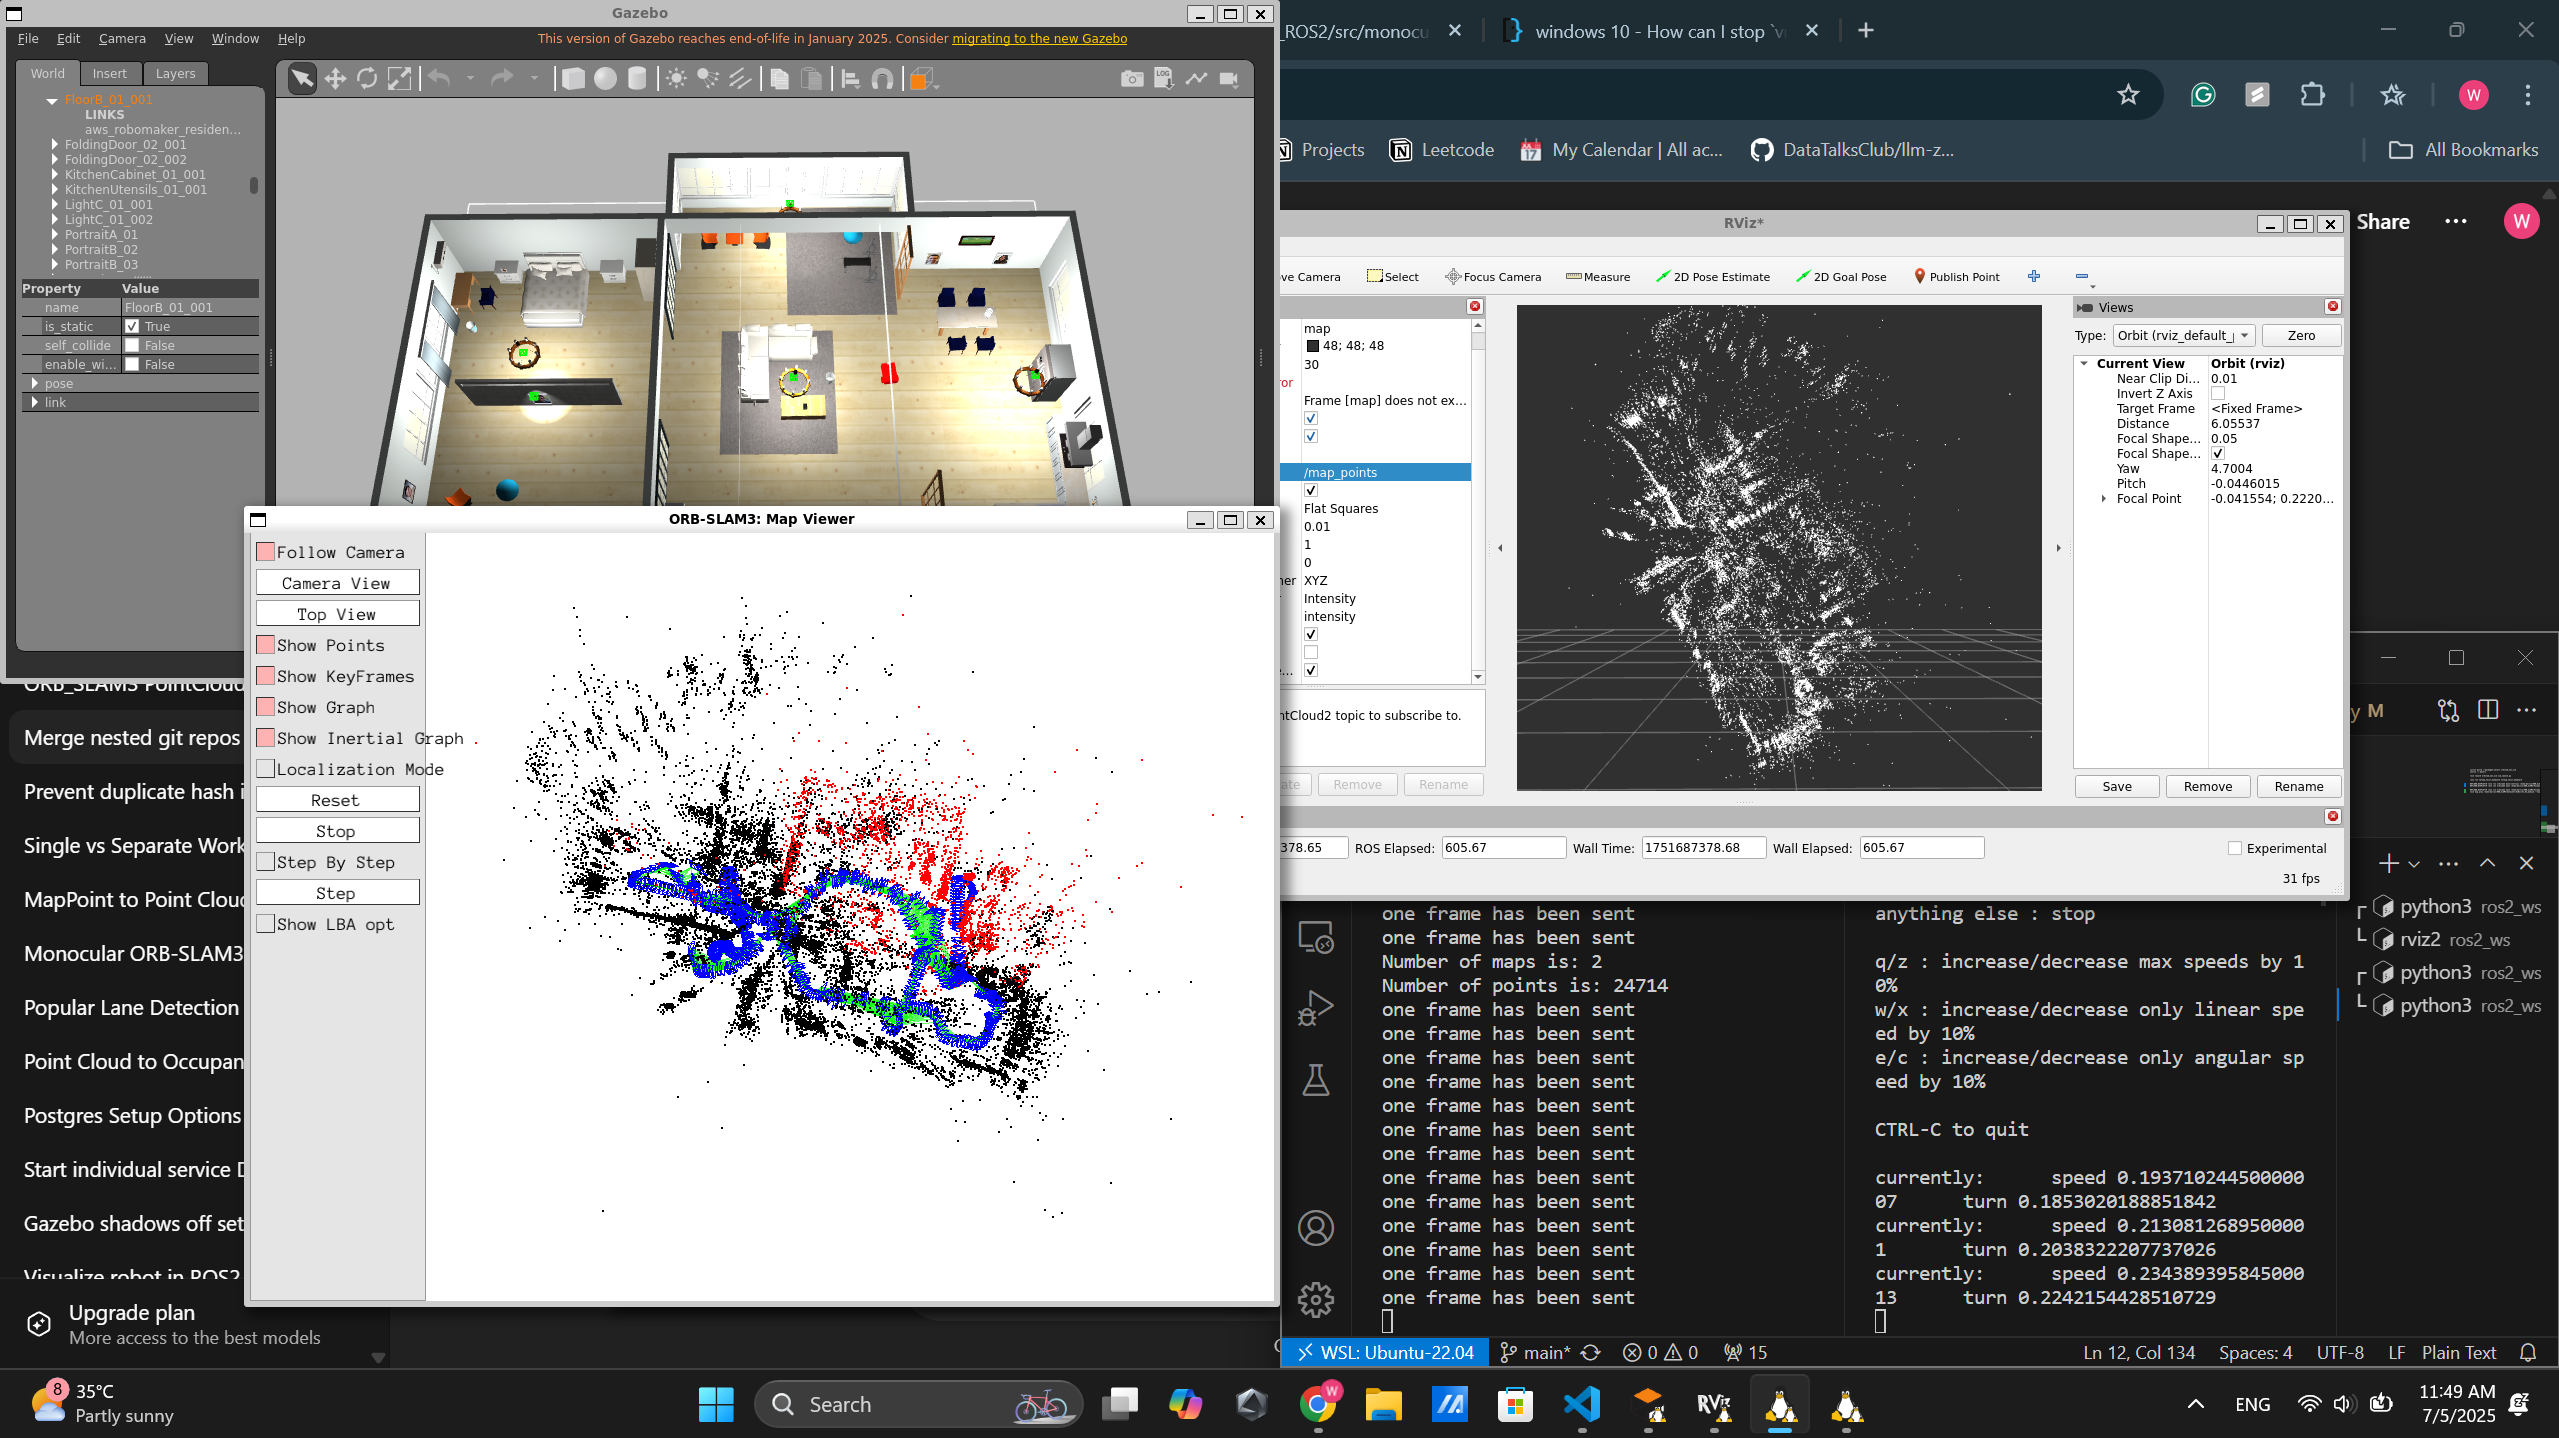 Gazebo
File Edit Camera View Window Help
This version of Gazebo reaches end-of-life in January 2025. Consider migrating to the new Gazebo
World Insert Layers
FloorB_01_001
LINKS
aws_robomaker_residen...
FoldingDoor_02_001
FoldingDoor_02_002
KitchenCabinet_01_001
KitchenUtensils_01_001
LightC_01_001
LightC_01_002
PortraitA_01
PortraitB_02
PortraitB_03
Property Value
name FloorB_01_001
is_static True
self_collide False
enable_wi... False
pose
link
LOG
_ROS2/src/monocu
windows 10 - How can I stop `v
W
Projects
Leetcode
17 My Calendar | All ac...
DataTalksClub/llm-z...
All Bookmarks
Share
W
RViz*
ve Camera Select Focus Camera Measure 2D Pose Estimate 2D Goal Pose Publish Point
map
48; 48; 48
30
or
Frame [map] does not ex...
/map_points
Flat Squares
0.01
1
0
ner XYZ
Intensity
intensity
e...
ntCloud2 topic to subscribe to.
ate Remove Rename
Views
Type: Orbit (rviz_default_ Zero
Current View Orbit (rviz)
Near Clip Di... 0.01
Invert Z Axis
Target Frame <Fixed Frame>
Distance 6.05537
Focal Shape... 0.05
Focal Shape...
Yaw 4.7004
Pitch -0.0446015
Focal Point -0.041554; 0.2220...
Save Remove Rename
378.65 ROS Elapsed: 605.67 Wall Time: 1751687378.68 Wall Elapsed: 605.67 Experimental
31 fps
ORB-SLAM3: Map Viewer
Follow Camera
Camera View
Top View
Show Points
Show KeyFrames
Show Graph
Show Inertial Graph
Localization Mode
Reset
Stop
Step By Step
Step
Show LBA opt
ORB_SLAM3 PointCloud
Merge nested git repos
Prevent duplicate hash i
Single vs Separate Work
MapPoint to Point Clou
Monocular ORB-SLAM3
Popular Lane Detection
Point Cloud to Occupan
Postgres Setup Options
Start individual service D
Gazebo shadows off set
Visualize robot in ROS2
Upgrade plan
More access to the best models
y M
one frame has been sent
one frame has been sent
Number of maps is: 2
Number of points is: 24714
one frame has been sent
one frame has been sent
one frame has been sent
one frame has been sent
one frame has been sent
one frame has been sent
one frame has been sent
one frame has been sent
one frame has been sent
one frame has been sent
one frame has been sent
one frame has been sent
one frame has been sent
anything else : stop
q/z : increase/decrease max speeds by 1
0%
w/x : increase/decrease only linear spe
ed by 10%
e/c : increase/decrease only angular sp
eed by 10%
CTRL-C to quit
currently: speed 0.193710244500000
07 turn 0.1853020188851842
currently: speed 0.213081268950000
1 turn 0.2038322207737026
currently: speed 0.234389395845000
13 turn 0.2242154428510729
python3 ros2_ws
rviz2 ros2_ws
python3 ros2_ws
python3 ros2_ws
WSL: Ubuntu-22.04 main* 0 0 15 Ln 12, Col 134 Spaces: 4 UTF-8 LF Plain Text
8
35°C
Partly sunny
Search
W
RViz
ENG
11:49 AM
7/5/2025